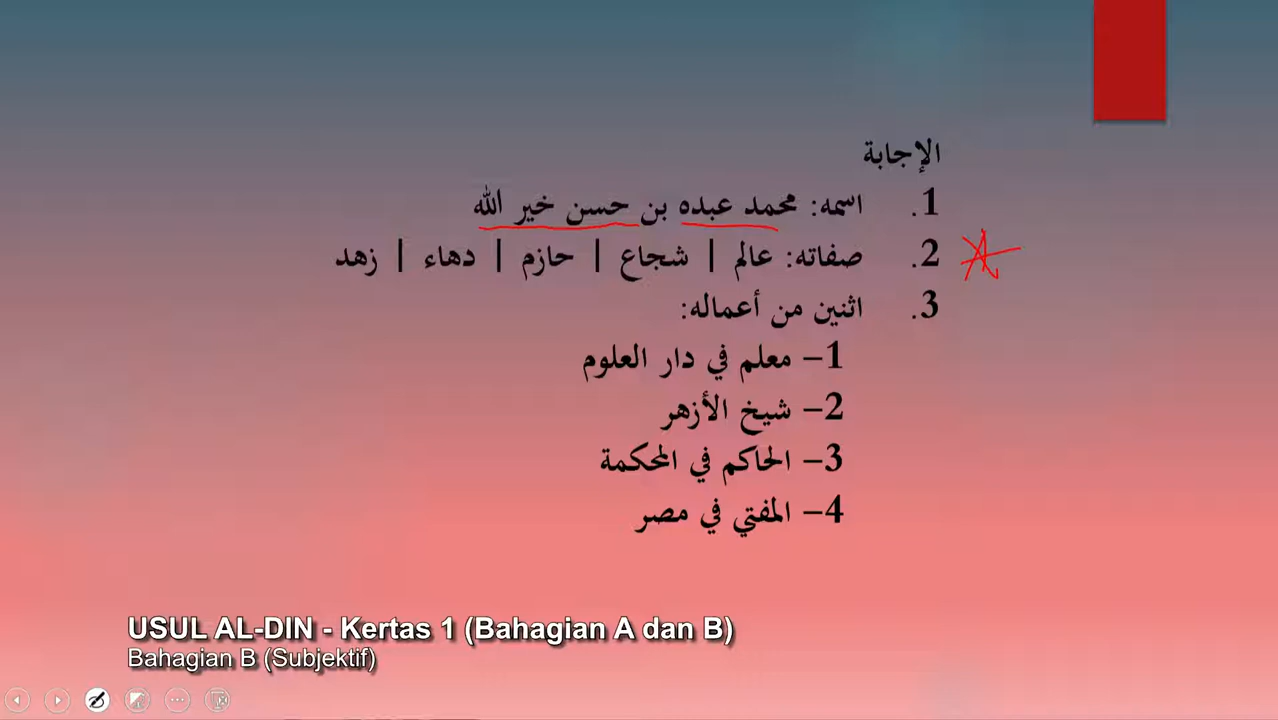 الإجابة
1. اسمه: محمد عبده بن حسن خير الله
2. صفاته: عالم | شجاع | حازم | دهاء | زهد
3. اثنين من أعماله:
1- معلم في دار العلوم
2- شيخ الأزهر
3- الحاكم في المحكمة
4- المفتي في مصر
USUL AL-DIN - Kertas 1 (Bahagian A dan B)
Bahagian B (Subjektif)